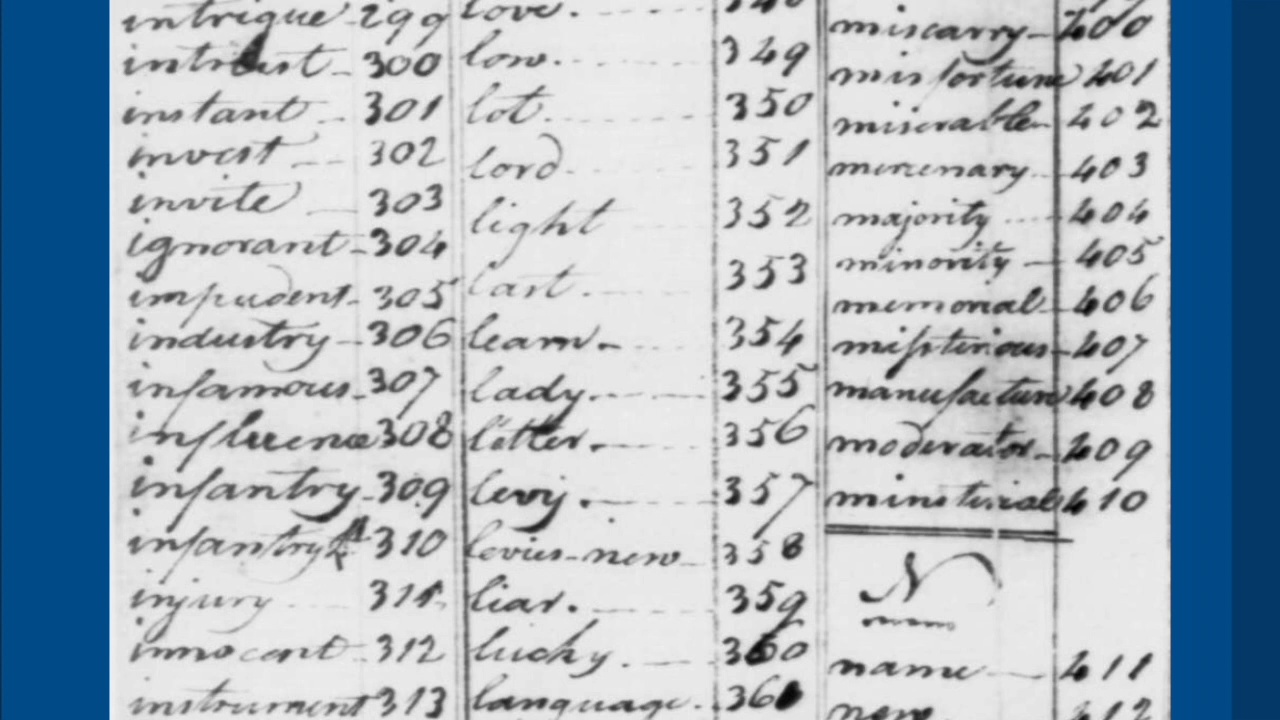 intrigue 299
intrust 300
instant 301
invest 302
invite 303
ignorant 304
impudent 305
industry 306
infamous 307
influence 308
infantry 309
infantry 310
injury 311
innocent 312
instrument 313
love.
low. 349
lot 350
lord 351
light 352
last. 353
learn. 354
lady. 355
letter. 356
levy. 357
levies-new 358
liar. 359
lucky. 360
language. 361
miscarry 400
misfortune 401
miserable 402
mercenary 403
majority 404
minority 405
memorial 406
misterious 407
manufacture 408
moderator 409
ministerial 410
N
name 411
new. 412